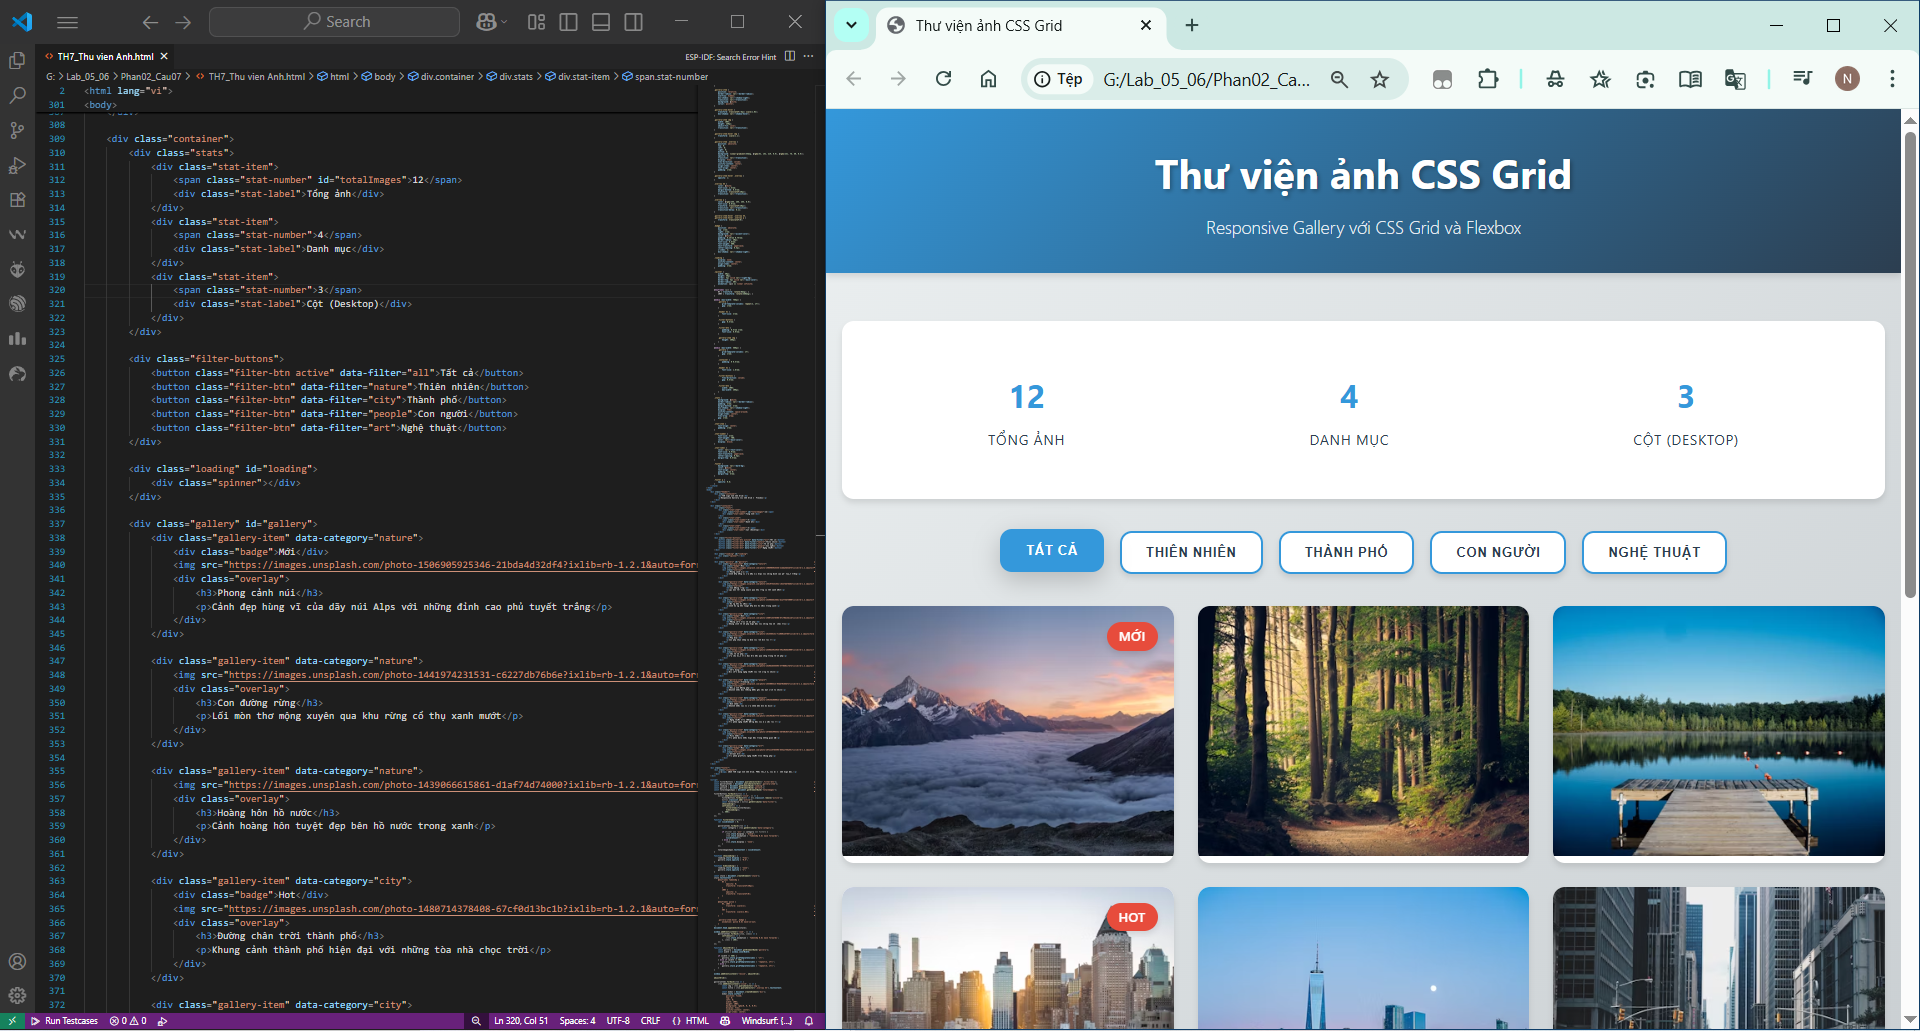 Search
TH7_Thu vien Anh.html
ESP-IDF: Search Error Hint
G: > Lab_05_06 > Phan02_Cau07 > TH7_Thu vien Anh.html > html > body > div.container > div.stats > div.stat-item > span.stat-number
2 <html lang="vi">
301 <body>
308
309 <div class="container">
310 <div class="stats">
311 <div class="stat-item">
312 <span class="stat-number" id="totalImages">12</span>
313 <div class="stat-label">Tổng ảnh</div>
314 </div>
315 <div class="stat-item">
316 <span class="stat-number">4</span>
317 <div class="stat-label">Danh mục</div>
318 </div>
319 <div class="stat-item">
320 <span class="stat-number">3</span>
321 <div class="stat-label">Cột (Desktop)</div>
322 </div>
323 </div>
324
325 <div class="filter-buttons">
326 <button class="filter-btn active" data-filter="all">Tất cả</button>
327 <button class="filter-btn" data-filter="nature">Thiên nhiên</button>
328 <button class="filter-btn" data-filter="city">Thành phố</button>
329 <button class="filter-btn" data-filter="people">Con người</button>
330 <button class="filter-btn" data-filter="art">Nghệ thuật</button>
331 </div>
332
333 <div class="loading" id="loading">
334 <div class="spinner"></div>
335 </div>
336
337 <div class="gallery" id="gallery">
338 <div class="gallery-item" data-category="nature">
339 <div class="badge">Mới</div>
340 <img src="https://images.unsplash.com/photo-1506905925346-21bda4d32df4?ixlib=rb-1.2.1&auto=for
341 <div class="overlay">
342 <h3>Phong cảnh núi</h3>
343 <p>Cảnh đẹp hùng vĩ của dãy núi Alps với những đỉnh cao phủ tuyết trắng</p>
344 </div>
345 </div>
346
347 <div class="gallery-item" data-category="nature">
348 <img src="https://images.unsplash.com/photo-1441974231531-c6227db76b6e?ixlib=rb-1.2.1&auto=for
349 <div class="overlay">
350 <h3>Con đường rừng</h3>
351 <p>Lối mòn thơ mộng xuyên qua khu rừng cổ thụ xanh mướt</p>
352 </div>
353 </div>
354
355 <div class="gallery-item" data-category="nature">
356 <img src="https://images.unsplash.com/photo-1439066615861-d1af74d74000?ixlib=rb-1.2.1&auto=for
357 <div class="overlay">
358 <h3>Hoàng hôn hồ nước</h3>
359 <p>Cảnh hoàng hôn tuyệt đẹp bên hồ nước trong xanh</p>
360 </div>
361 </div>
362
363 <div class="gallery-item" data-category="city">
364 <div class="badge">Hot</div>
365 <img src="https://images.unsplash.com/photo-1480714378408-67cf0d13bc1b?ixlib=rb-1.2.1&auto=for
366 <div class="overlay">
367 <h3>Đường chân trời thành phố</h3>
368 <p>Khung cảnh thành phố hiện đại với những tòa nhà chọc trời</p>
369 </div>
370 </div>
371
372 <div class="gallery-item" data-category="city">
Run Testcases 0 0 Ln 320, Col 51 Spaces: 4 UTF-8 CRLF {} HTML Windsurf: {...}
Thư viện ảnh CSS Grid
Tệp G:/Lab_05_06/Phan02_Ca... N
Thư viện ảnh CSS Grid
Responsive Gallery với CSS Grid và Flexbox
12 4 3
TỔNG ẢNH DANH MỤC CỘT (DESKTOP)
TẤT CẢ THIÊN NHIÊN THÀNH PHỐ CON NGƯỜI NGHỆ THUẬT
MỚI
HOT